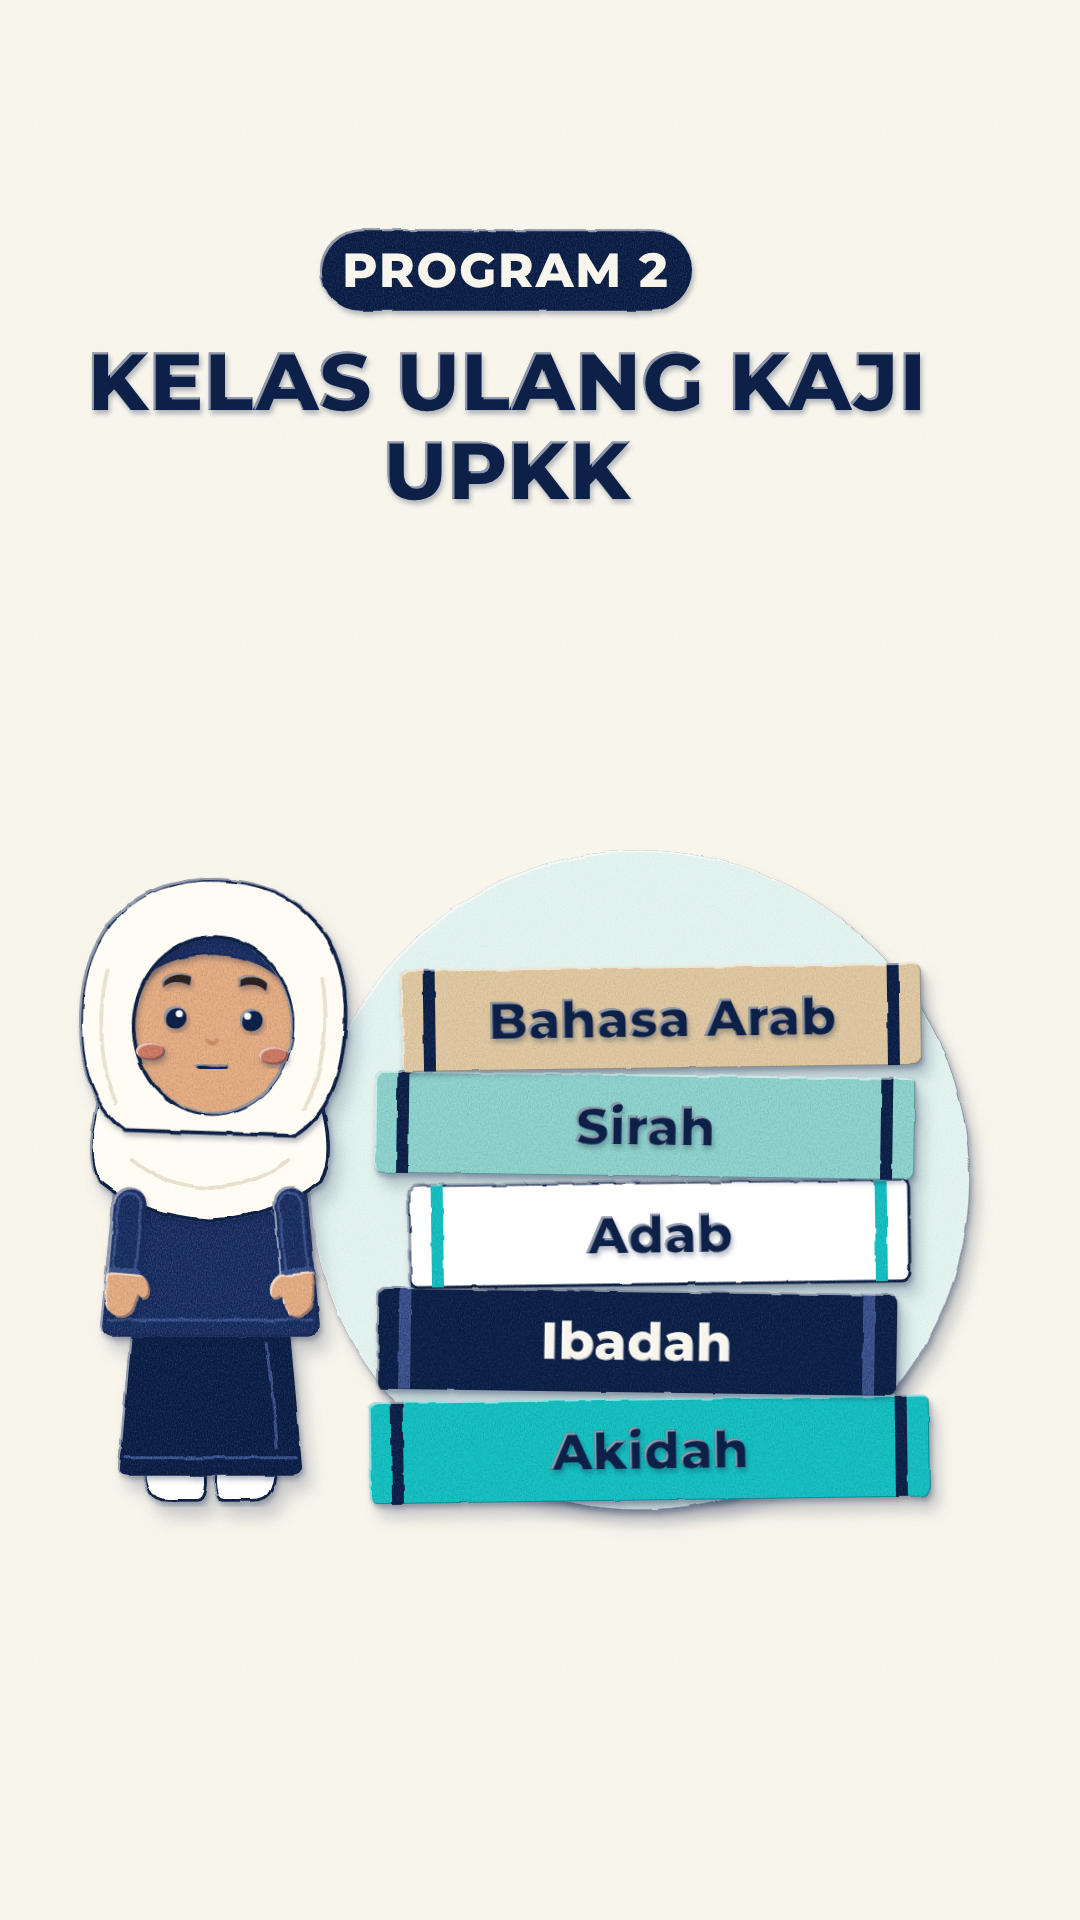 PROGRAM 2
KELAS ULANG KAJI
UPKK
Bahasa Arab
Sirah
Adab
Ibadah
Akidah